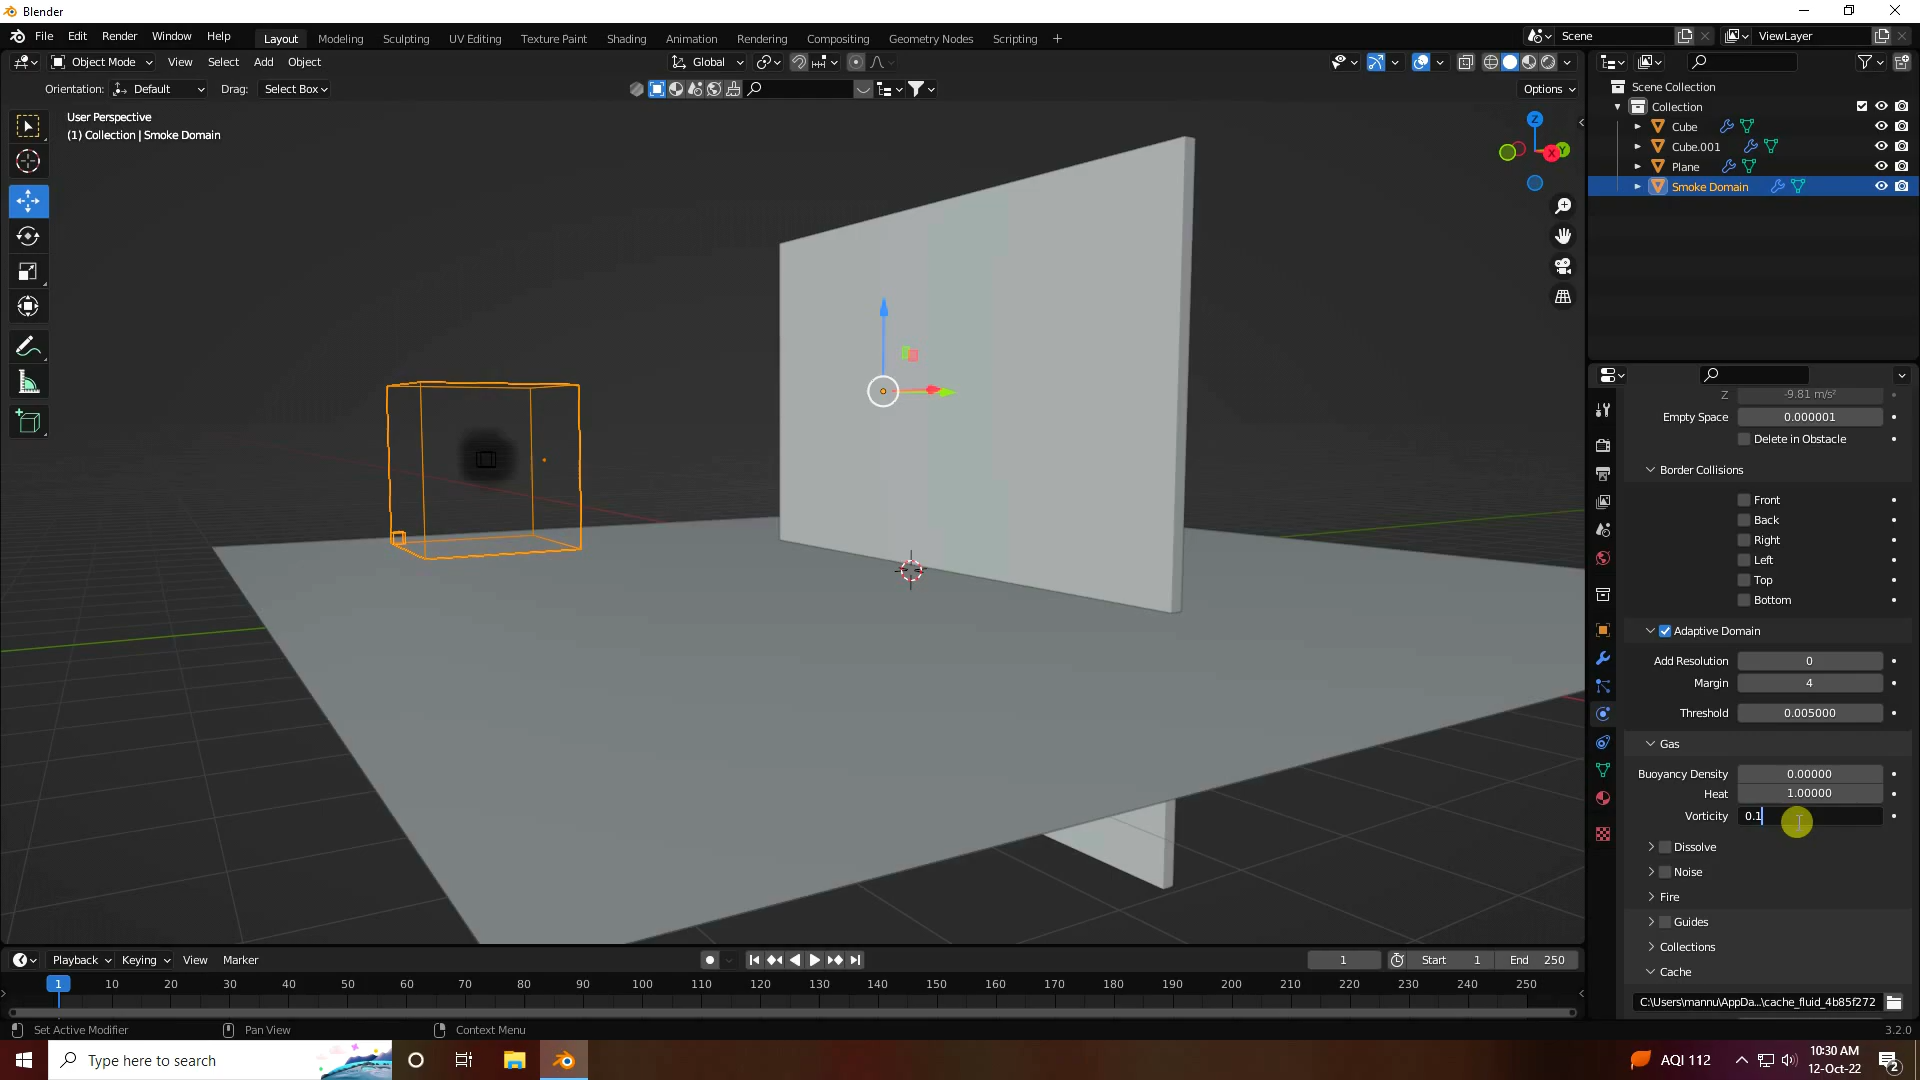 Blender
File Edit Render Window Help
Layout Modeling Sculpting UV Editing Texture Paint Shading Animation Rendering Compositing Geometry Nodes Scripting +
Scene
ViewLayer
Object Mode View Select Add Object
Global
Orientation: Default Drag: Select Box
Options
User Perspective
(1) Collection | Smoke Domain
Z
X
Y
Scene Collection
Collection
Cube
Cube.001
Plane
Smoke Domain
Z -9.81 m/s²
Empty Space 0.000001
Delete in Obstacle
Border Collisions
Front
Back
Right
Left
Top
Bottom
Adaptive Domain
Add Resolution 0
Margin 4
Threshold 0.005000
Gas
Buoyancy Density 0.00000
Heat 1.00000
Vorticity 0.1
Dissolve
Noise
Fire
Guides
Collections
Cache
C:\Users\mannu\AppDa...\cache_fluid_4b85f272
Playback Keying View Marker
1 Start 1 End 250
1 10 20 30 40 50 60 70 80 90 100 110 120 130 140 150 160 170 180 190 200 210 220 230 240 250
Set Active Modifier Pan View Context Menu
3.2.0
Type here to search
AQI 112
10:30 AM
12-Oct-22
2